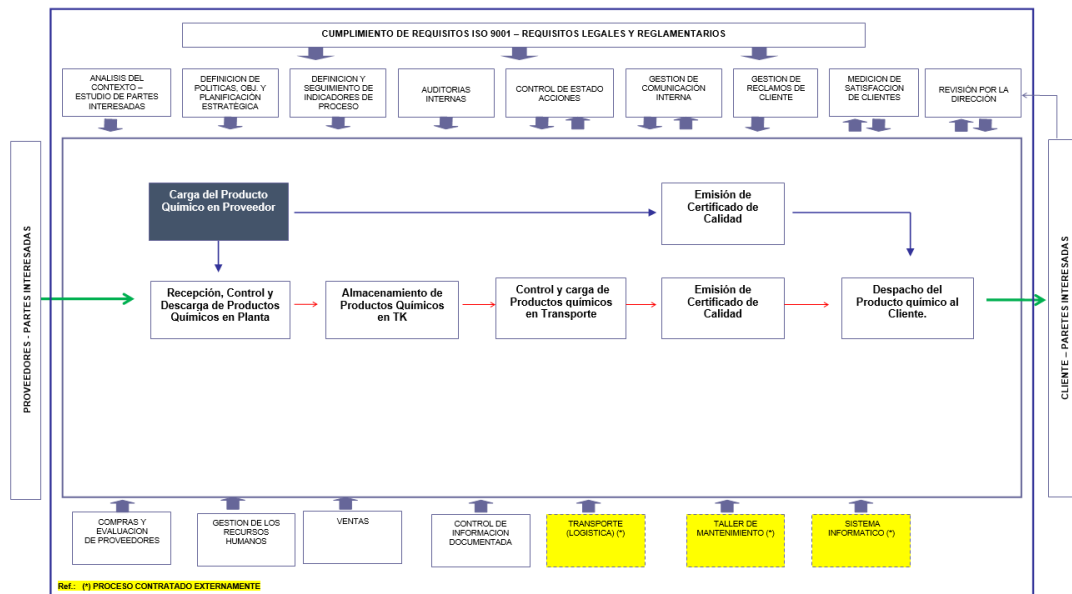 CUMPLIMIENTO DE REQUISITOS ISO 9001 – REQUISITOS LEGALES Y REGLAMENTARIOS
ANALISIS DEL
CONTEXTO –
ESTUDIO DE PARTES
INTERESADAS
DEFINICION DE
POLITICAS, OBJ. Y
PLANIFICACIÓN
ESTRATÈGICA
DEFINICION Y
SEGUIMIENTO DE
INDICADORES DE
PROCESO
AUDITORIAS
INTERNAS
CONTROL DE ESTADO
ACCIONES
GESTION DE
COMUNICACIÓN
INTERNA
GESTION DE
RECLAMOS DE
CLIENTE
MEDICION DE
SATISFACCION
DE CLIENTES
REVISIÓN POR LA
DIRECCIÓN
PROVEEDORES - PARTES INTERESADAS
Carga del Producto
Químico en Proveedor
Emisión de
Certificado de
Calidad
Recepción, Control y
Descarga de Productos
Químicos en Planta
Almacenamiento de
Productos Químicos
en TK
Control y carga de
Productos químicos
en Transporte
Emisión de
Certificado de
Calidad
Despacho del
Producto químico al
Cliente.
CLIENTE – PARETES INTERESADAS
COMPRAS Y
EVALUACION
DE PROVEEDORES
GESTION DE LOS
RECURSOS
HUMANOS
VENTAS
CONTROL DE
INFORMACION
DOCUMENTADA
TRANSPORTE
(LOGISTICA) (*)
TALLER DE
MANTENIMIENTO (*)
SISTEMA
INFORMATICO (*)
Ref.: (*) PROCESO CONTRATADO EXTERNAMENTE